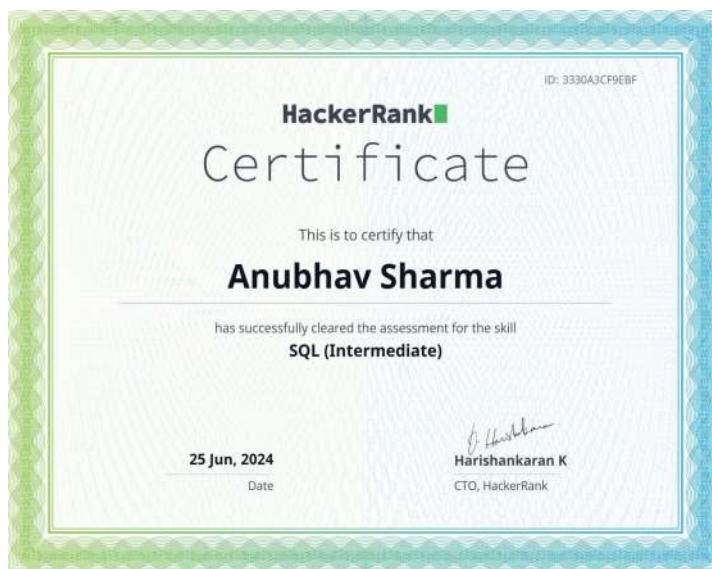 ID: 3330A3CF9EBF
HackerRank
Certificate
This is to certify that
Anubhav Sharma
has successfully cleared the assessment for the skill
SQL (Intermediate)
25 Jun, 2024
Date
Harishankaran K
CTO, HackerRank